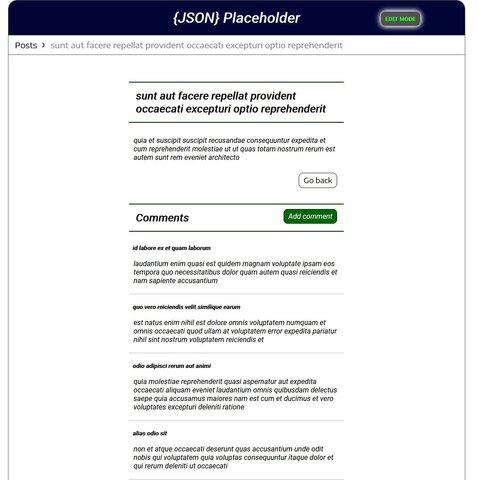 {JSON} Placeholder
EDIT MODE
Posts › sunt aut facere repellat provident occaecati excepturi optio reprehenderit
sunt aut facere repellat provident
occaecati excepturi optio reprehenderit
quia et suscipit suscipit recusandae consequuntur expedita et
cum reprehenderit molestiae ut ut quas totam nostrum rerum est
autem sunt rem eveniet architecto
Go back
Comments
Add comment
id labore ex et quam laborum
laudantium enim quasi est quidem magnam voluptate ipsam eos
tempora quo necessitatibus dolor quam autem quasi reiciendis et
nam sapiente accusantium
quo vero reiciendis velit similique earum
est natus enim nihil est dolore omnis voluptatem numquam et
omnis occaecati quod ullam at voluptatem error expedita pariatur
nihil sint nostrum voluptatem reiciendis et
odio adipisci rerum aut animi
quia molestiae reprehenderit quasi aspernatur aut expedita
occaecati aliquam eveniet laudantium omnis quibusdam delectus
saepe quia accusamus maiores nam est cum et ducimus et vero
voluptates excepturi deleniti ratione
alias odio sit
non et atque occaecati deserunt quas accusantium unde odit
nobis qui voluptatem quia voluptas consequuntur itaque dolor et
qui rerum deleniti ut occaecati